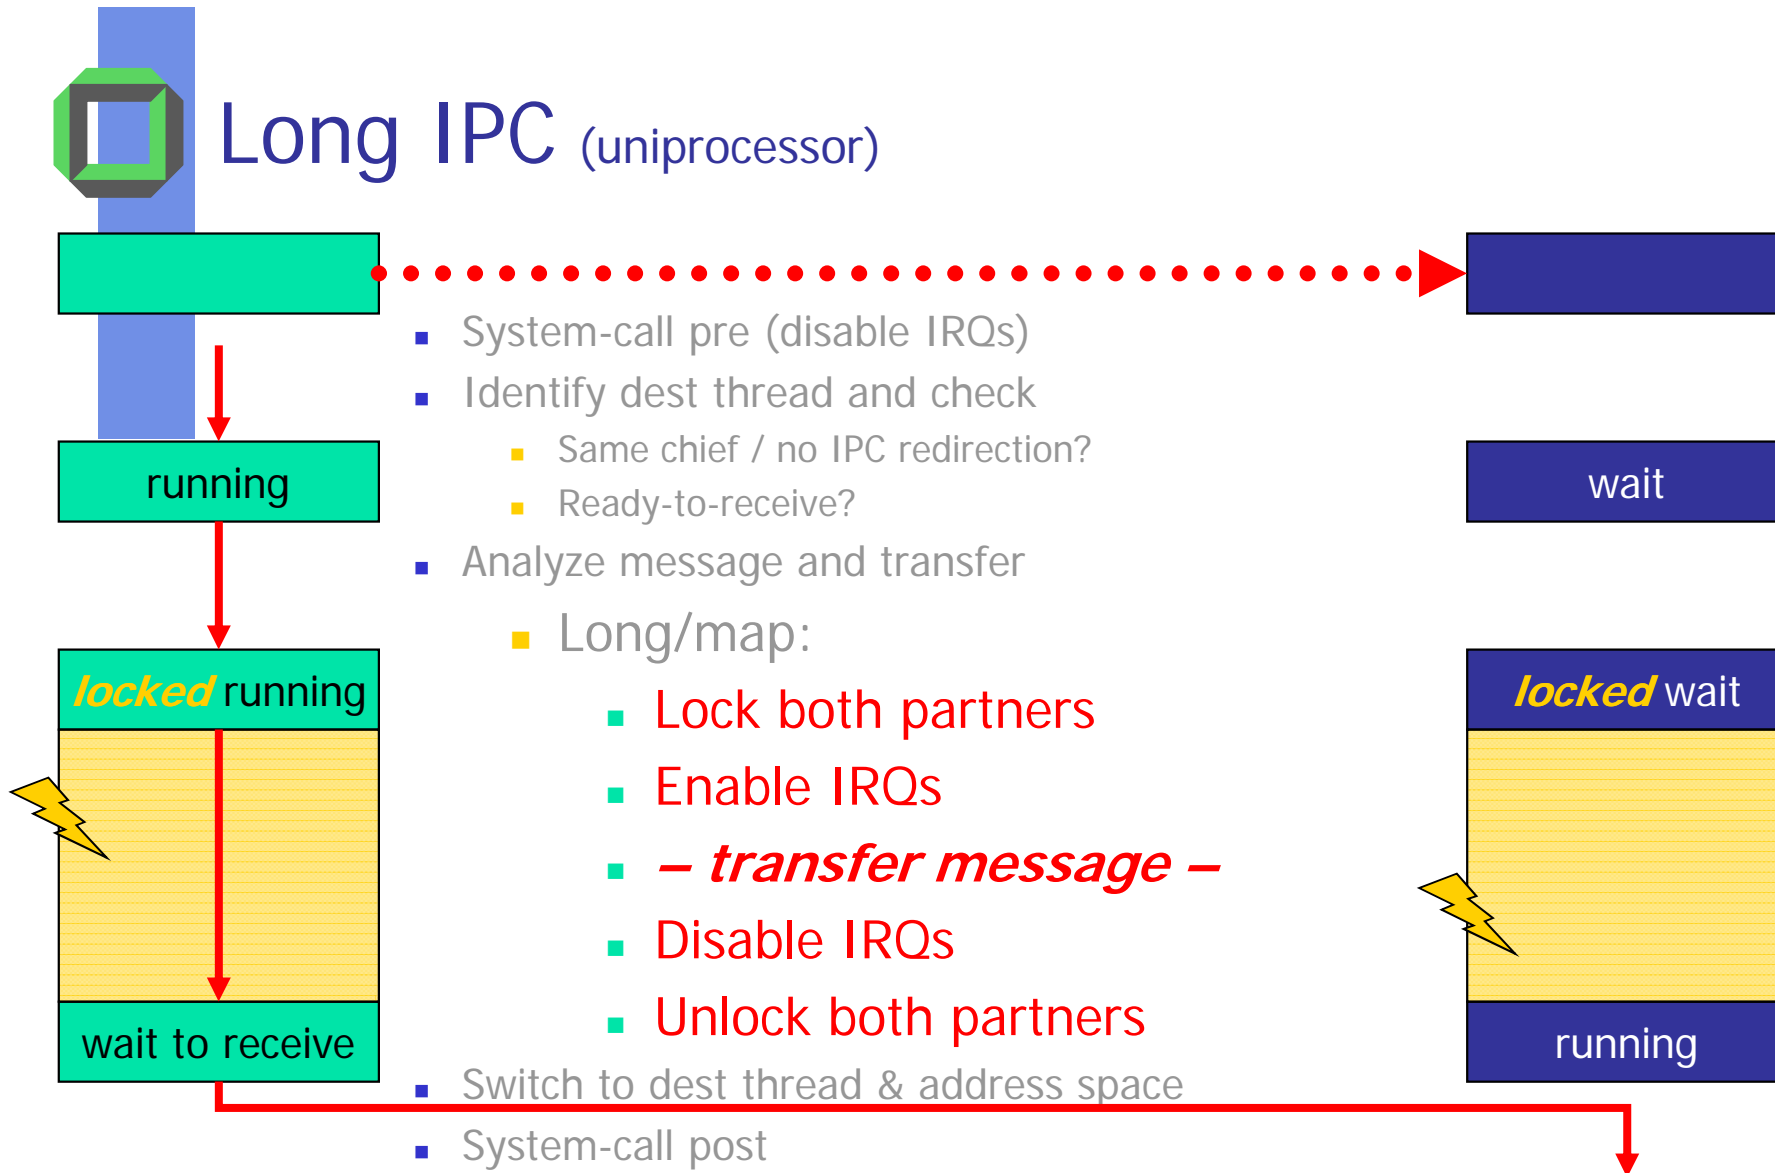 Long IPC (uniprocessor)
System-call pre (disable IRQs)
Identify dest thread and check
Same chief / no IPC redirection?
running
wait
Ready-to-receive?
Analyze message and transfer
Long/map:
locked running
Lock both partners
locked wait
Enable IRQs
– transfer message –
Disable IRQs
Unlock both partners
wait to receive
running
Switch to dest thread & address space
System-call post